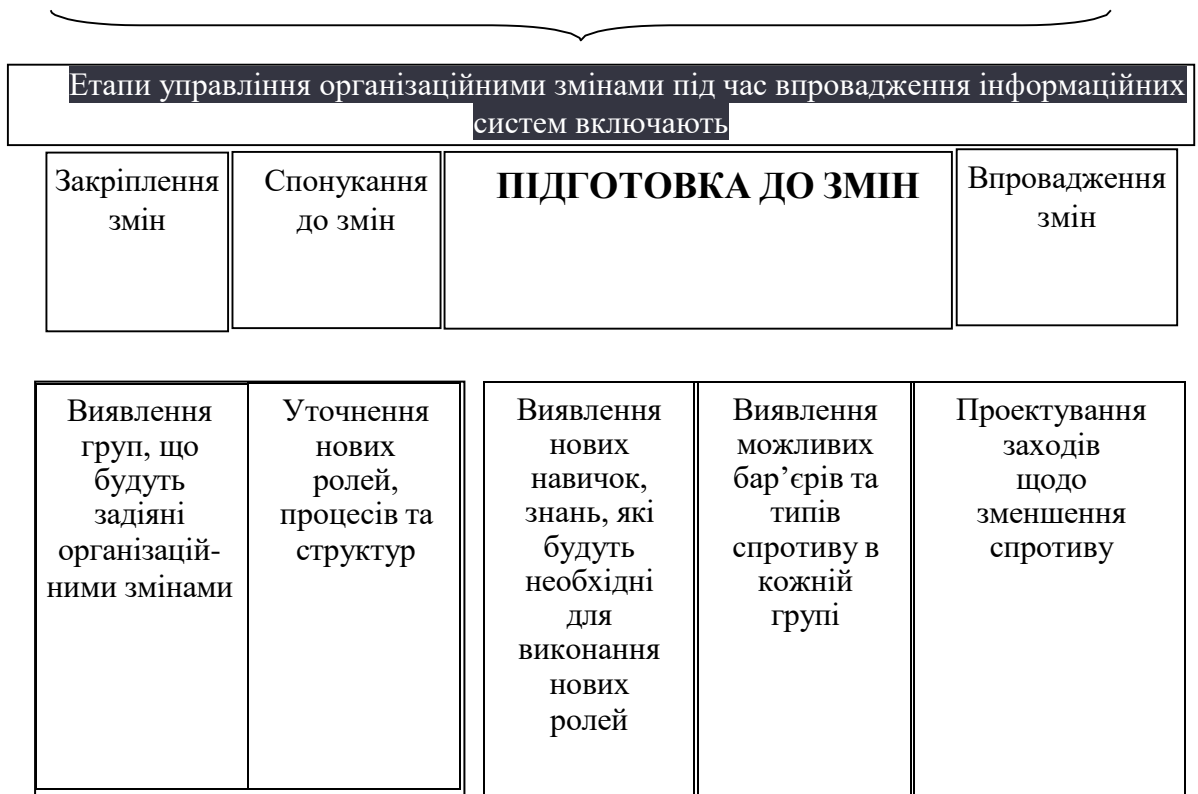 Етапи управління організаційними змінами під час впровадження інформаційних
систем включають
Закріплення
змін
Спонукання
до змін
ПІДГОТОВКА ДО ЗМІН
Впровадження
змін
Виявлення
груп, що
будуть
задіяні
організацій-
ними змінами
Уточнення
нових
ролей,
процесів та
структур
Виявлення
нових
навичок,
знань, які
будуть
необхідні
для
виконання
нових
ролей
Виявлення
можливих
бар’єрів та
типів
спротиву в
кожній
групі
Проектування
заходів
щодо
зменшення
спротиву